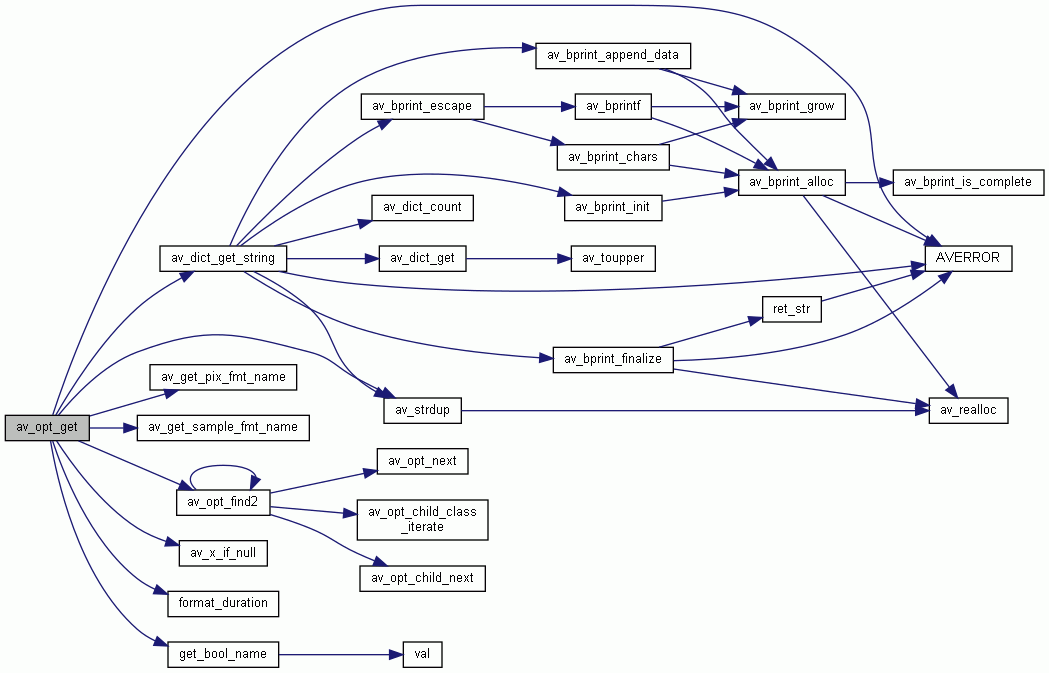 av_bprint_append_data
av_bprint_escape
av_bprintf
av_bprint_grow
av_bprint_chars
av_bprint_alloc
av_bprint_is_complete
av_dict_count
av_bprint_init
av_dict_get_string
av_dict_get
av_toupper
AVERROR
ret_str
av_bprint_finalize
av_get_pix_fmt_name
av_strdup
av_realloc
av_opt_get
av_get_sample_fmt_name
av_opt_next
av_opt_find2
av_opt_child_class
_iterate
av_x_if_null
av_opt_child_next
format_duration
get_bool_name
val